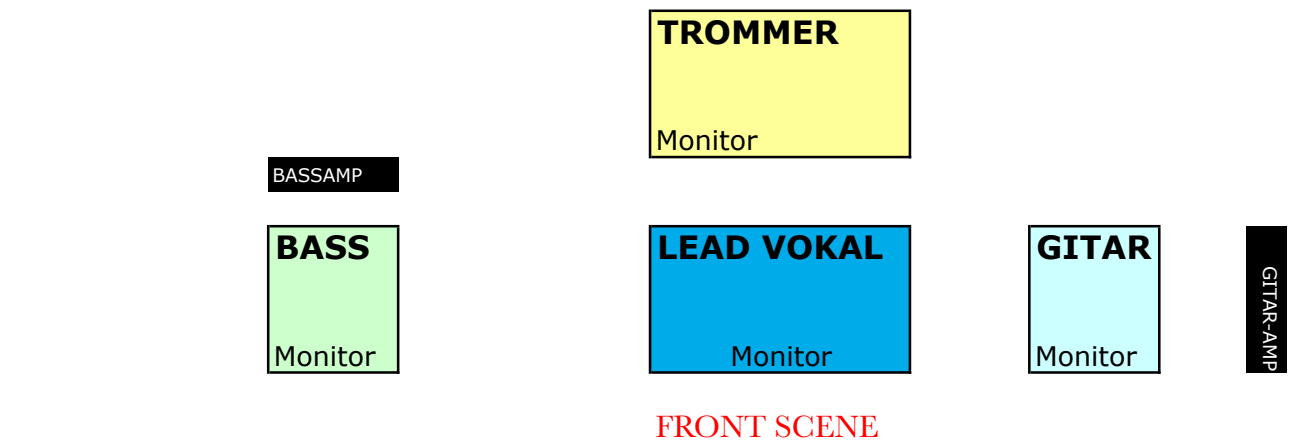 TROMMER
Monitor
BASSAMP
BASS
Monitor
LEAD VOKAL
Monitor
GITAR
Monitor
GITAR-AMP
FRONT SCENE